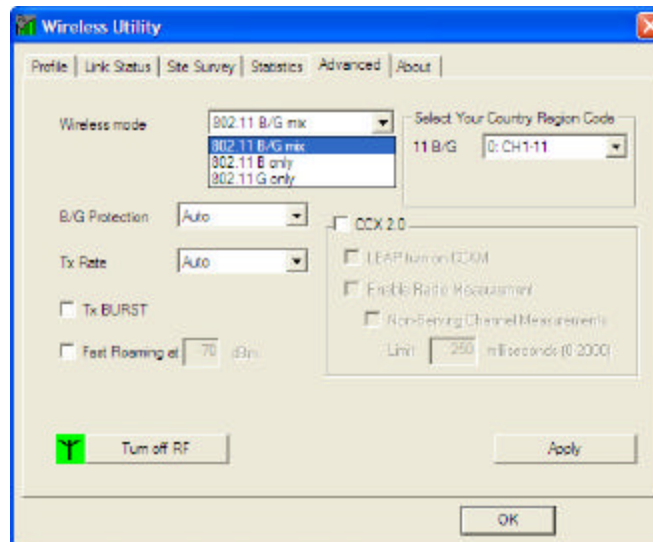 Wireless Utility
Profile Link Status Site Survey Statistics Advanced About
Wireless mode 802.11 B/G mix
802.11 B/G mix
802.11 B only
802.11 G only
Select Your Country Region Code
11 B/G 0: CH1-11
B/G Protection Auto
CCX 2.0
Tx Rate Auto
LEAP turn on CCKM
Enable Radio Measurement
Tx BURST
Non-Serving Channel Measurements
Fast Roaming at 70 dBm
Limit 250 milliseconds (0-2000)
Turn off RF
Apply
OK